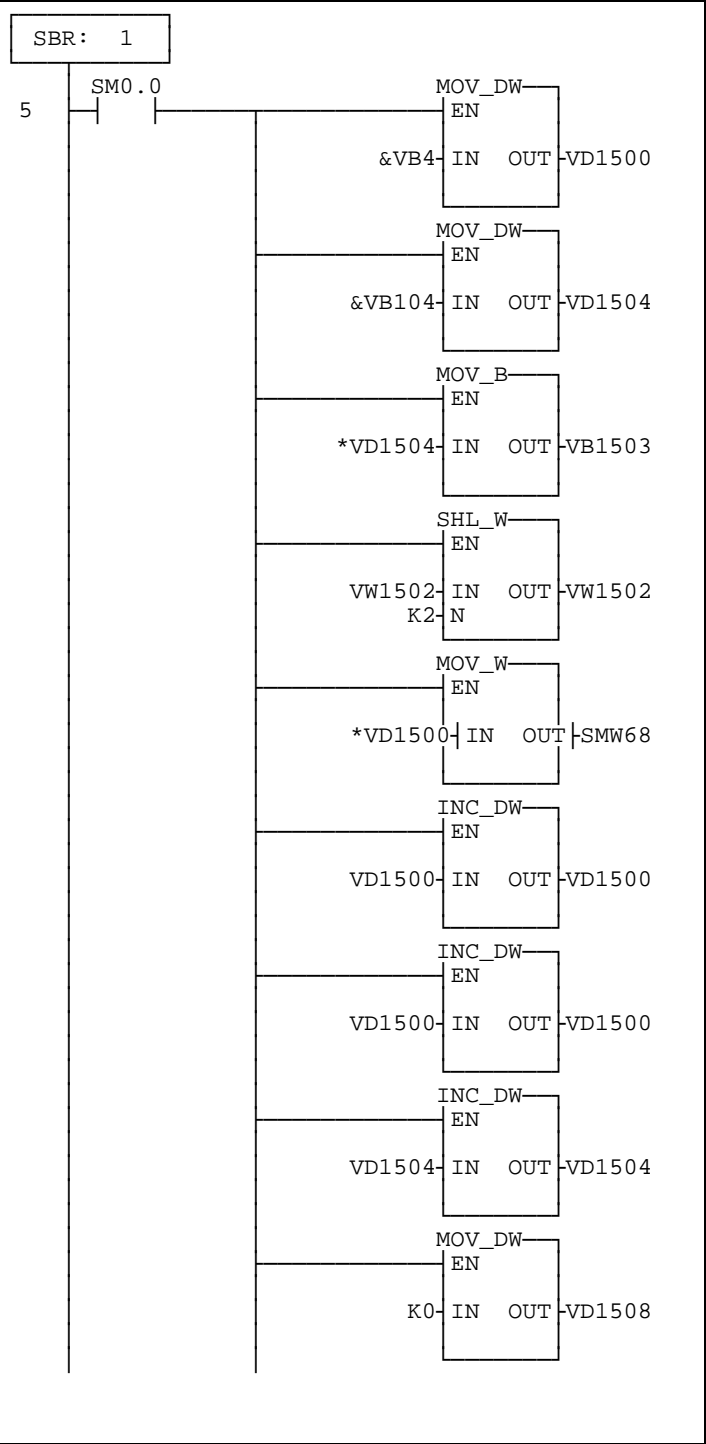 SBR: 1
SM0.0 MOV_DW
5 EN
&VB4 IN OUT VD1500
MOV_DW
EN
&VB104 IN OUT VD1504
MOV_B
EN
*VD1504 IN OUT VB1503
SHL_W
EN
VW1502 IN OUT VW1502
K2 N
MOV_W
EN
*VD1500 IN OUT SMW68
INC_DW
EN
VD1500 IN OUT VD1500
INC_DW
EN
VD1500 IN OUT VD1500
INC_DW
EN
VD1504 IN OUT VD1504
MOV_DW
EN
K0 IN OUT VD1508